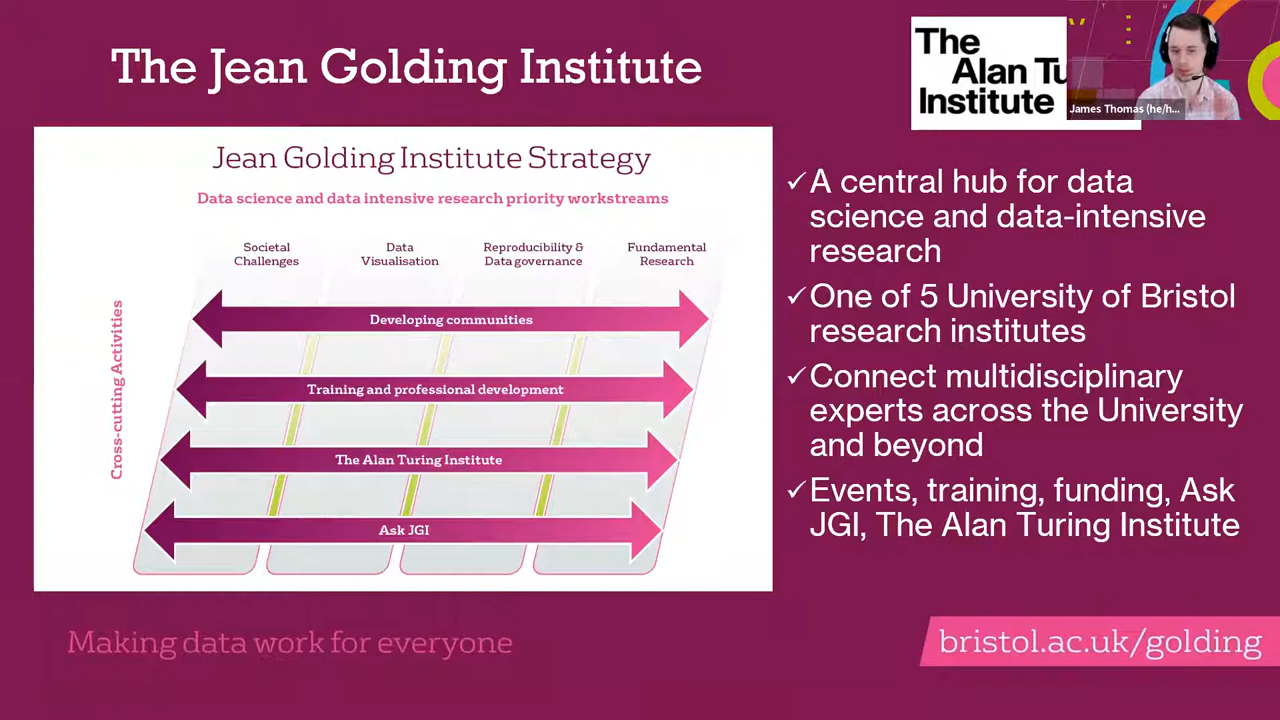 The Jean Golding Institute
The
Alan Tu
Institute
James Thomas (he/h...
Jean Golding Institute Strategy
Data science and data intensive research priority workstreams
Societal
Challenges
Data
Visualisation
Reproducibility &
Data governance
Fundamental
Research
Cross-cutting Activities
Developing communities
Training and professional development
The Alan Turing Institute
Ask JGI
✓A central hub for data
science and data-intensive
research
✓One of 5 University of Bristol
research institutes
✓Connect multidisciplinary
experts across the University
and beyond
✓Events, training, funding, Ask
JGI, The Alan Turing Institute
Making data work for everyone
bristol.ac.uk/golding